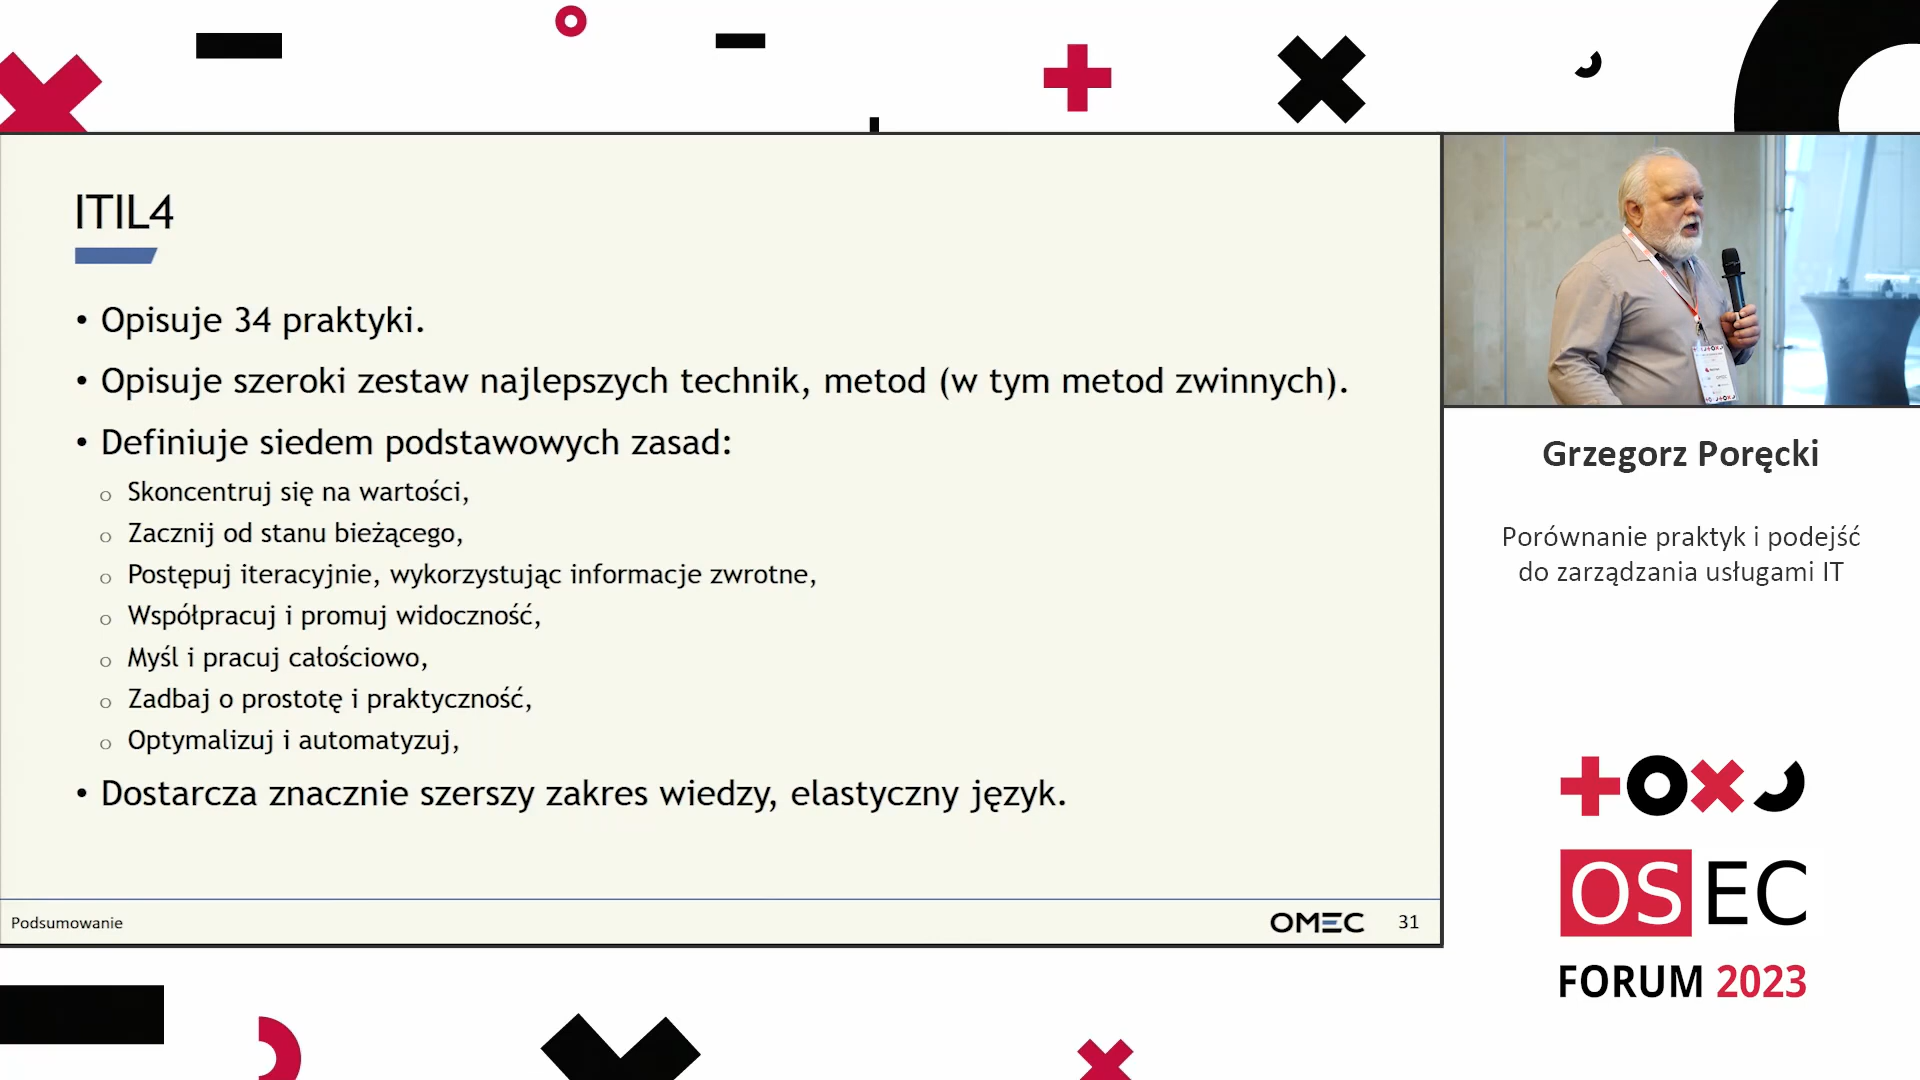 ITIL4
• Opisuje 34 praktyki.
• Opisuje szeroki zestaw najlepszych technik, metod (w tym metod zwinnych).
• Definiuje siedem podstawowych zasad:
o Skoncentruj się na wartości,
o Zacznij od stanu bieżącego,
o Postępuj iteracyjnie, wykorzystując informacje zwrotne,
o Współpracuj i promuj widoczność,
o Myśl i pracuj całościowo,
o Zadbaj o prostotę i praktyczność,
o Optymalizuj i automatyzuj,
• Dostarcza znacznie szerszy zakres wiedzy, elastyczny język.
Podsumowanie
OMEC
31
Grzegorz Poręcki
Porównanie praktyk i podejść
do zarządzania usługami IT
OSEC
FORUM 2023